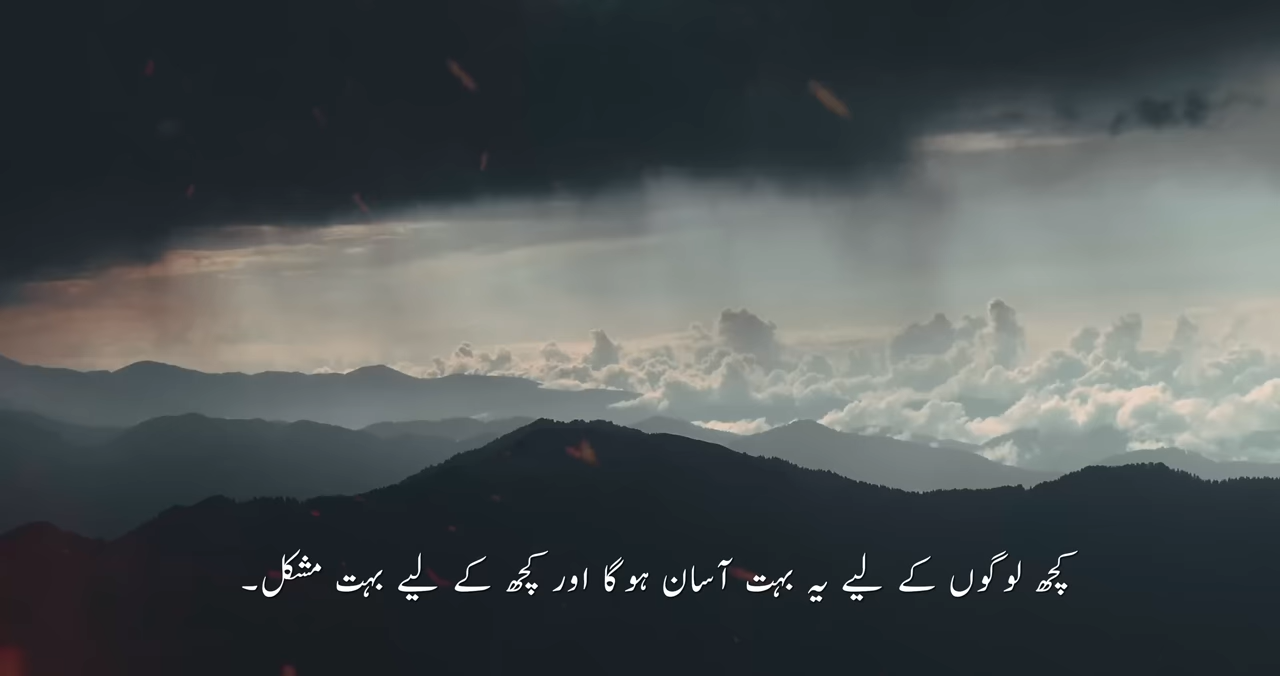 کچھ لوگوں کے لیے یہ بہت آسان ہوگا اور کچھ کے لیے بہت مشکل۔